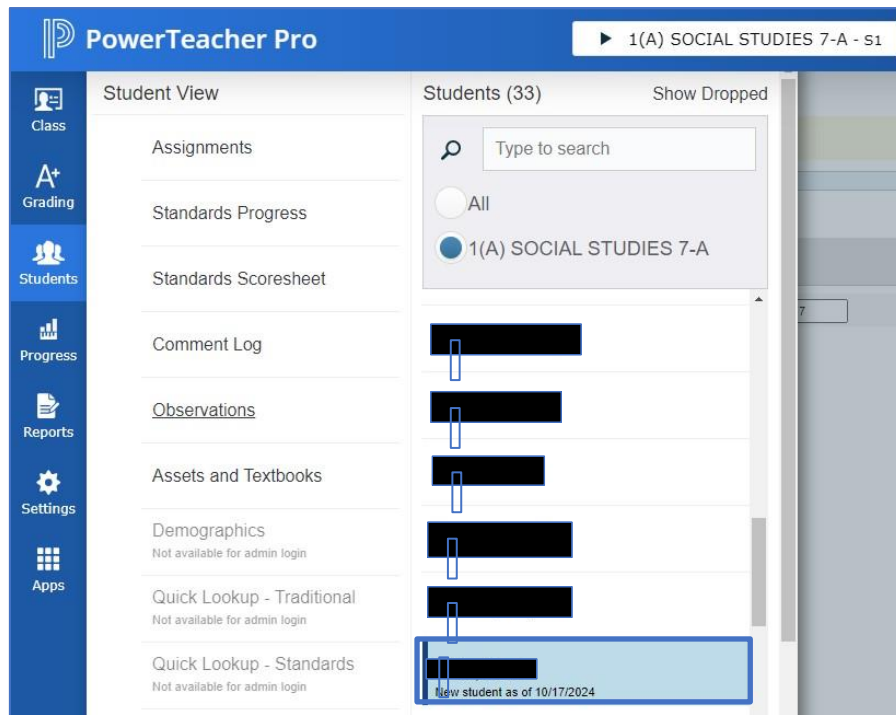 PowerTeacher Pro
1(A) SOCIAL STUDIES 7-A - S1
Class
Grading
Students
Progress
Reports
Settings
Apps
Student View
Assignments
Standards Progress
Standards Scoresheet
Comment Log
Observations
Assets and Textbooks
Demographics
Not available for admin login
Quick Lookup - Traditional
Not available for admin login
Quick Lookup - Standards
Not available for admin login
Students (33) Show Dropped
Type to search
All
1(A) SOCIAL STUDIES 7-A
New student as of 10/17/2024
7